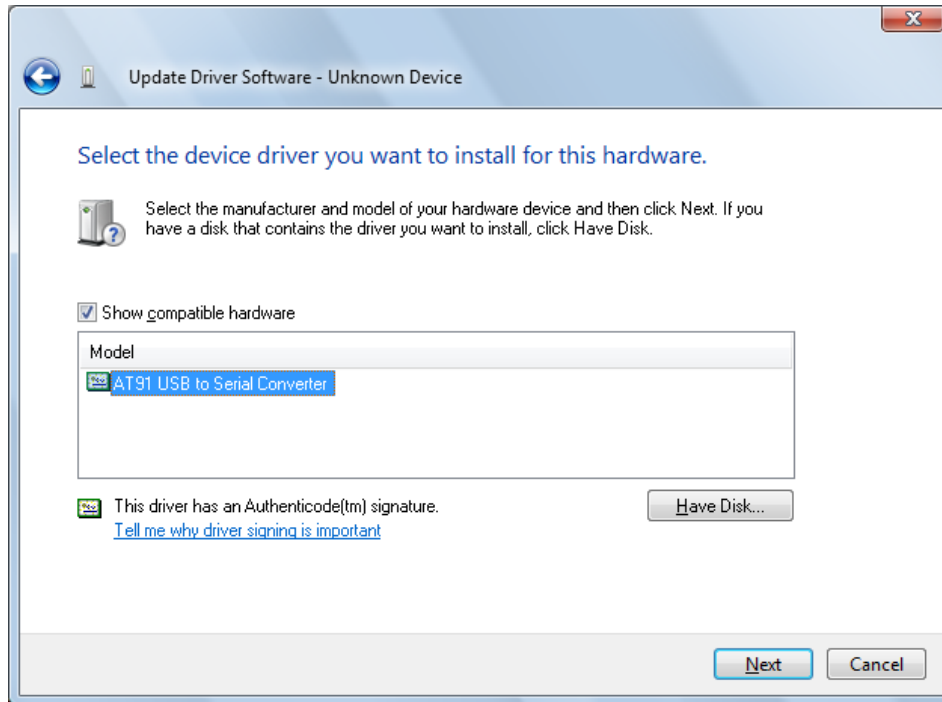 Update Driver Software - Unknown Device
Select the device driver you want to install for this hardware.
Select the manufacturer and model of your hardware device and then click Next. If you
have a disk that contains the driver you want to install, click Have Disk.
Show compatible hardware
Model
AT91 USB to Serial Converter
This driver has an Authenticode(tm) signature.
Have Disk...
Tell me why driver signing is important
Next
Cancel